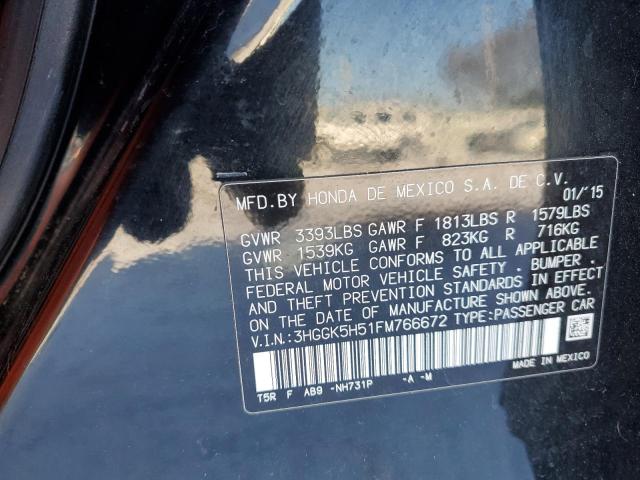 MFD.BY HONDA DE MEXICO S.A. DE C.V.
01/'15
GVWR 3393LBS GAWR F 1813LBS R 1579LBS
GVWR 1539KG GAWR F 823KG R 716KG
THIS VEHICLE CONFORMS TO ALL APPLICABLE
FEDERAL MOTOR VEHICLE SAFETY , BUMPER ,
AND THEFT PREVENTION STANDARDS IN EFFECT
ON THE DATE OF MANUFACTURE SHOWN ABOVE.
V.I.N.:3HGGK5H51FM766672 TYPE:PASSENGER CAR
MADE IN MEXICO
T5R F AB9 -NH731P -A -M